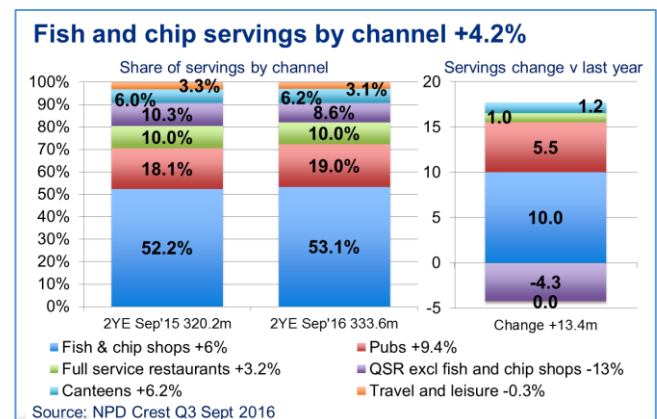 Fish and chip servings by channel +4.2%
Share of servings by channel
Servings change v last year
100%
90%
80%
70%
60%
50%
40%
30%
20%
10%
0%
3.3%
6.0%
10.3%
10.0%
18.1%
52.2%
3.1%
6.2%
8.6%
10.0%
19.0%
53.1%
2YE Sep'15 320.2m
2YE Sep'16 333.6m
20
15
10
5
0
-5
1.2
1.0
5.5
10.0
-4.3
0.0
Change +13.4m
Fish & chip shops +6%
Pubs +9.4%
Full service restaurants +3.2%
QSR excl fish and chip shops -13%
Canteens +6.2%
Travel and leisure -0.3%
Source: NPD Crest Q3 Sept 2016